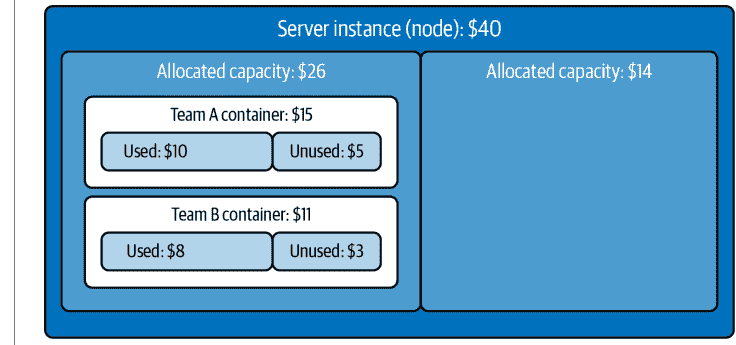 Server instance (node): $40
Allocated capacity: $26
Allocated capacity: $14
Team A container: $15
Used: $10
Unused: $5
Team B container: $11
Used: $8
Unused: $3